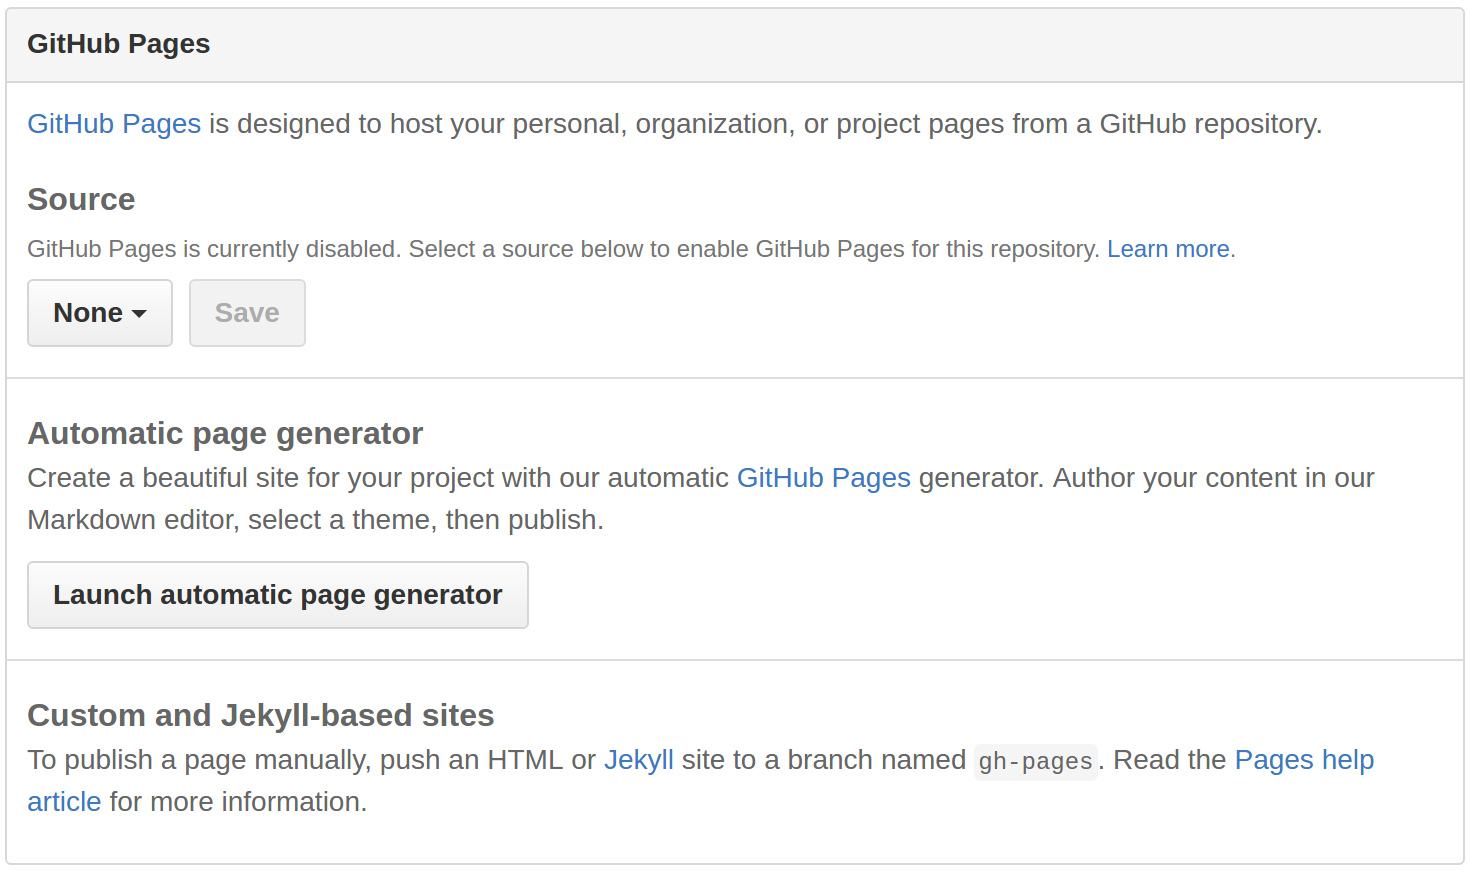 GitHub Pages
GitHub Pages is designed to host your personal, organization, or project pages from a GitHub repository.
Source
GitHub Pages is currently disabled. Select a source below to enable GitHub Pages for this repository. Learn more.
None Save
Automatic page generator
Create a beautiful site for your project with our automatic GitHub Pages generator. Author your content in our
Markdown editor, select a theme, then publish.
Launch automatic page generator
Custom and Jekyll-based sites
To publish a page manually, push an HTML or Jekyll site to a branch named gh-pages. Read the Pages help
article for more information.